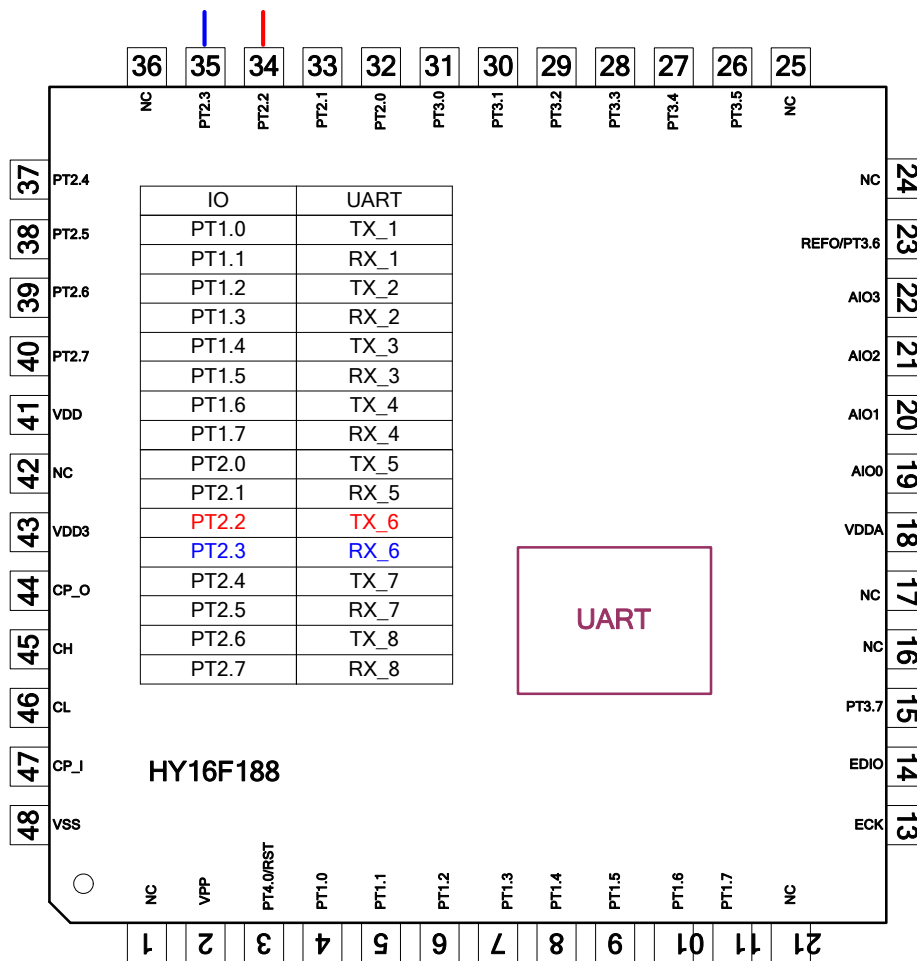 36 35 34 33 32 31 30 29 28 27 26 25
NC PT2.3 PT2.2 PT2.1 PT2.0 PT3.0 PT3.1 PT3.2 PT3.3 PT3.4 PT3.5 NC
37 PT2.4
38 PT2.5
39 PT2.6
40 PT2.7
41 VDD
42 NC
43 VDD3
44 CP_O
45 CH
46 CL
47 CP_I
48 VSS
IO UART
PT1.0 TX_1
PT1.1 RX_1
PT1.2 TX_2
PT1.3 RX_2
PT1.4 TX_3
PT1.5 RX_3
PT1.6 TX_4
PT1.7 RX_4
PT2.0 TX_5
PT2.1 RX_5
PT2.2 TX_6
PT2.3 RX_6
PT2.4 TX_7
PT2.5 RX_7
PT2.6 TX_8
PT2.7 RX_8
UART
HY16F188
NC 24
REFO/PT3.6 23
AIO3 22
AIO2 21
AIO1 20
AIO0 19
VDDA 18
NC 17
NC 16
PT3.7 15
EDIO 14
ECK 13
NC VPP PT4.0/RST PT1.0 PT1.1 PT1.2 PT1.3 PT1.4 PT1.5 PT1.6 PT1.7 NC
1 2 3 4 5 6 7 8 9 10 11 12